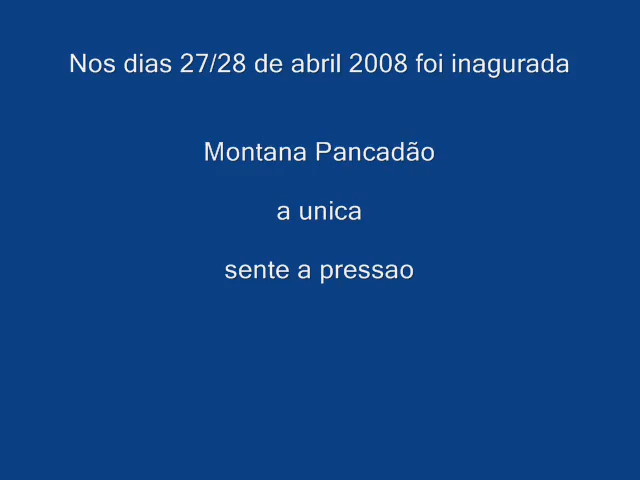 Nos dias 27/28 de abril 2008 foi inagurada
Montana Pancadão
a unica
sente a pressao